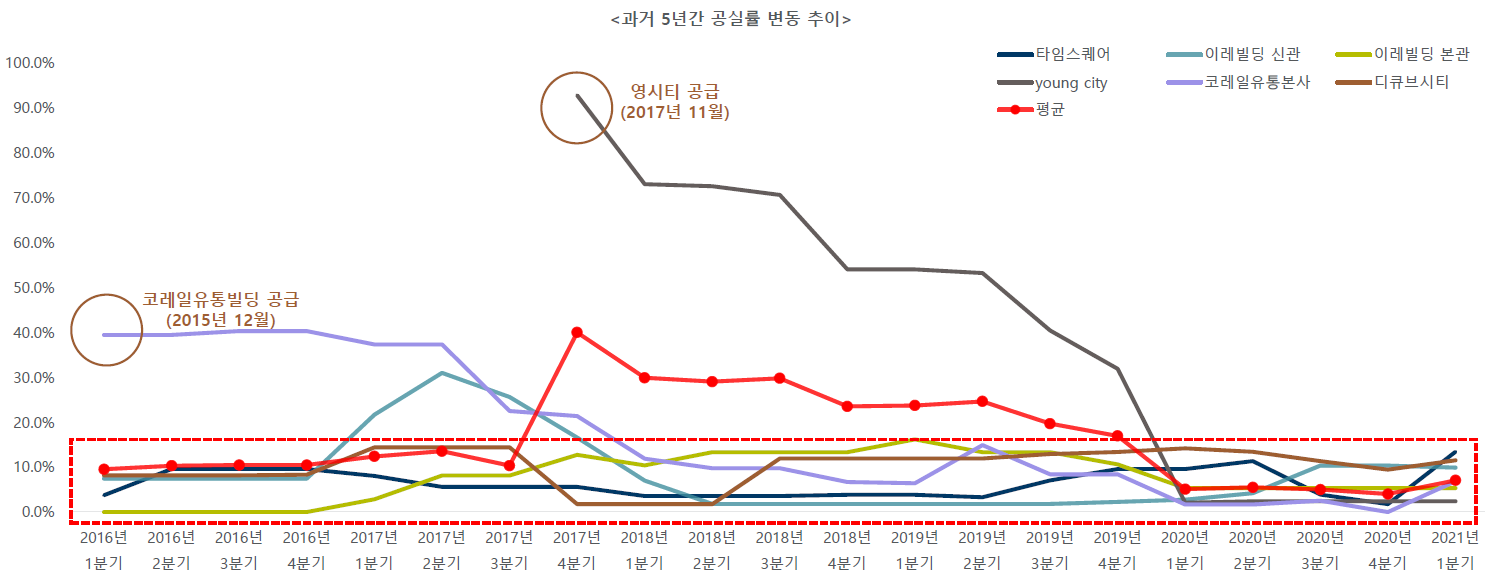 <과거 5년간 공실률 변동 추이>
타임스퀘어 이레빌딩 신관 이레빌딩 본관
young city 코레일유통본사 디큐브시티
평균
100.0%
90.0%
80.0%
70.0%
60.0%
50.0%
40.0%
30.0%
20.0%
10.0%
0.0%
영시티 공급
(2017년 11월)
코레일유통빌딩 공급
(2015년 12월)
2016년 2016년 2016년 2016년 2017년 2017년 2017년 2017년 2018년 2018년 2018년 2018년 2019년 2019년 2019년 2019년 2020년 2020년 2020년 2020년 2021년
1분기 2분기 3분기 4분기 1분기 2분기 3분기 4분기 1분기 2분기 3분기 4분기 1분기 2분기 3분기 4분기 1분기 2분기 3분기 4분기 1분기